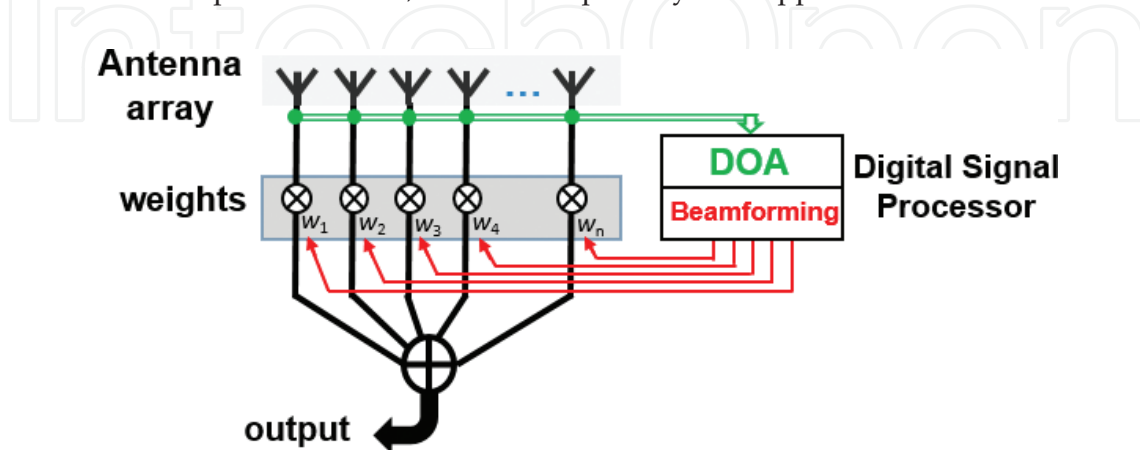 Antenna
array
...
weights
w1 w2 w3 w4 wn
DOA
Beamforming
Digital Signal
Processor
output